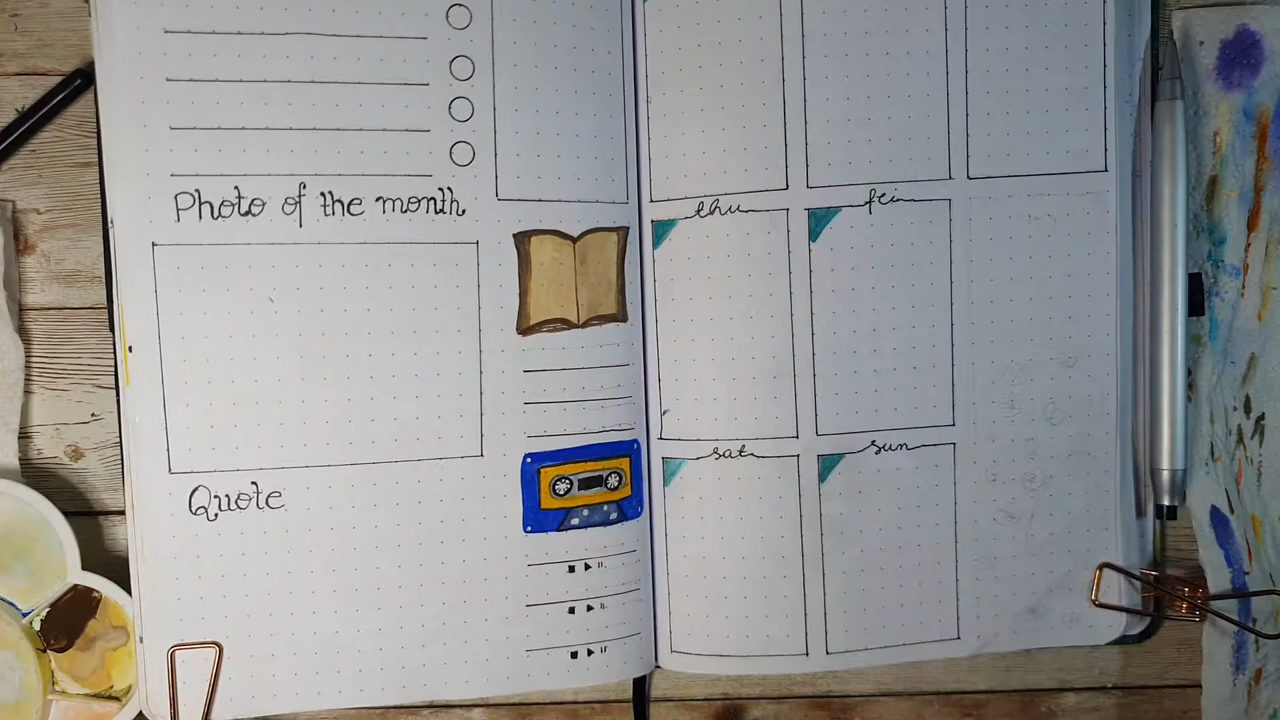 Photo of the month
Quote
thu
fri
sat
sun